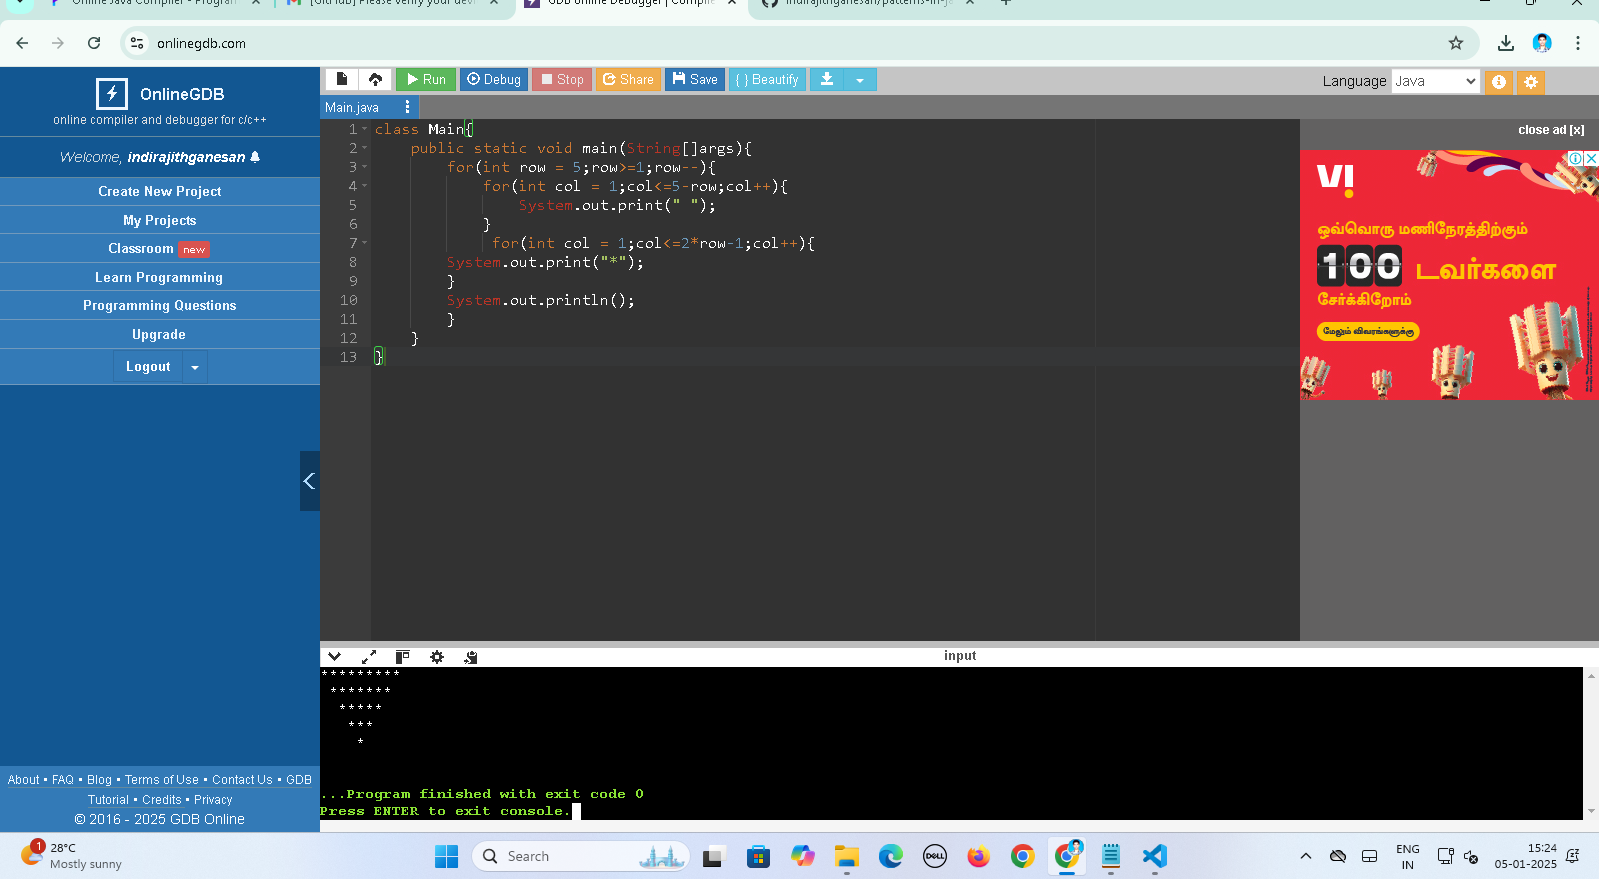 Online Java Compiler - Program
[GitHub] Please verify your devi
GDB online Debugger | Compile
indirajithganesan/patterns-in-ja
onlinegdb.com
OnlineGDB
online compiler and debugger for c/c++
Welcome, indirajithganesan
Create New Project
My Projects
Classroom new
Learn Programming
Programming Questions
Upgrade
Logout
About • FAQ • Blog • Terms of Use • Contact Us • GDB
Tutorial • Credits • Privacy
© 2016 - 2025 GDB Online
Run Debug Stop Share Save { } Beautify
Language Java
Main.java
1 class Main{
2 public static void main(String[]args){
3 for(int row = 5;row>=1;row--){
4 for(int col = 1;col<=5-row;col++){
5 System.out.print(" ");
6 }
7 for(int col = 1;col<=2*row-1;col++){
8 System.out.print("*");
9 }
10 System.out.println();
11 }
12 }
13 }
close ad [x]
VI
ஒவ்வொரு மணிநேரத்திற்கும்
100 டவர்களை
சேர்க்கிறோம்
மேலும் விவரங்களுக்கு
input
*********
*******
*****
***
*
...Program finished with exit code 0
Press ENTER to exit console.
1
28°C
Mostly sunny
Search
DELL
ENG
IN
15:24
05-01-2025